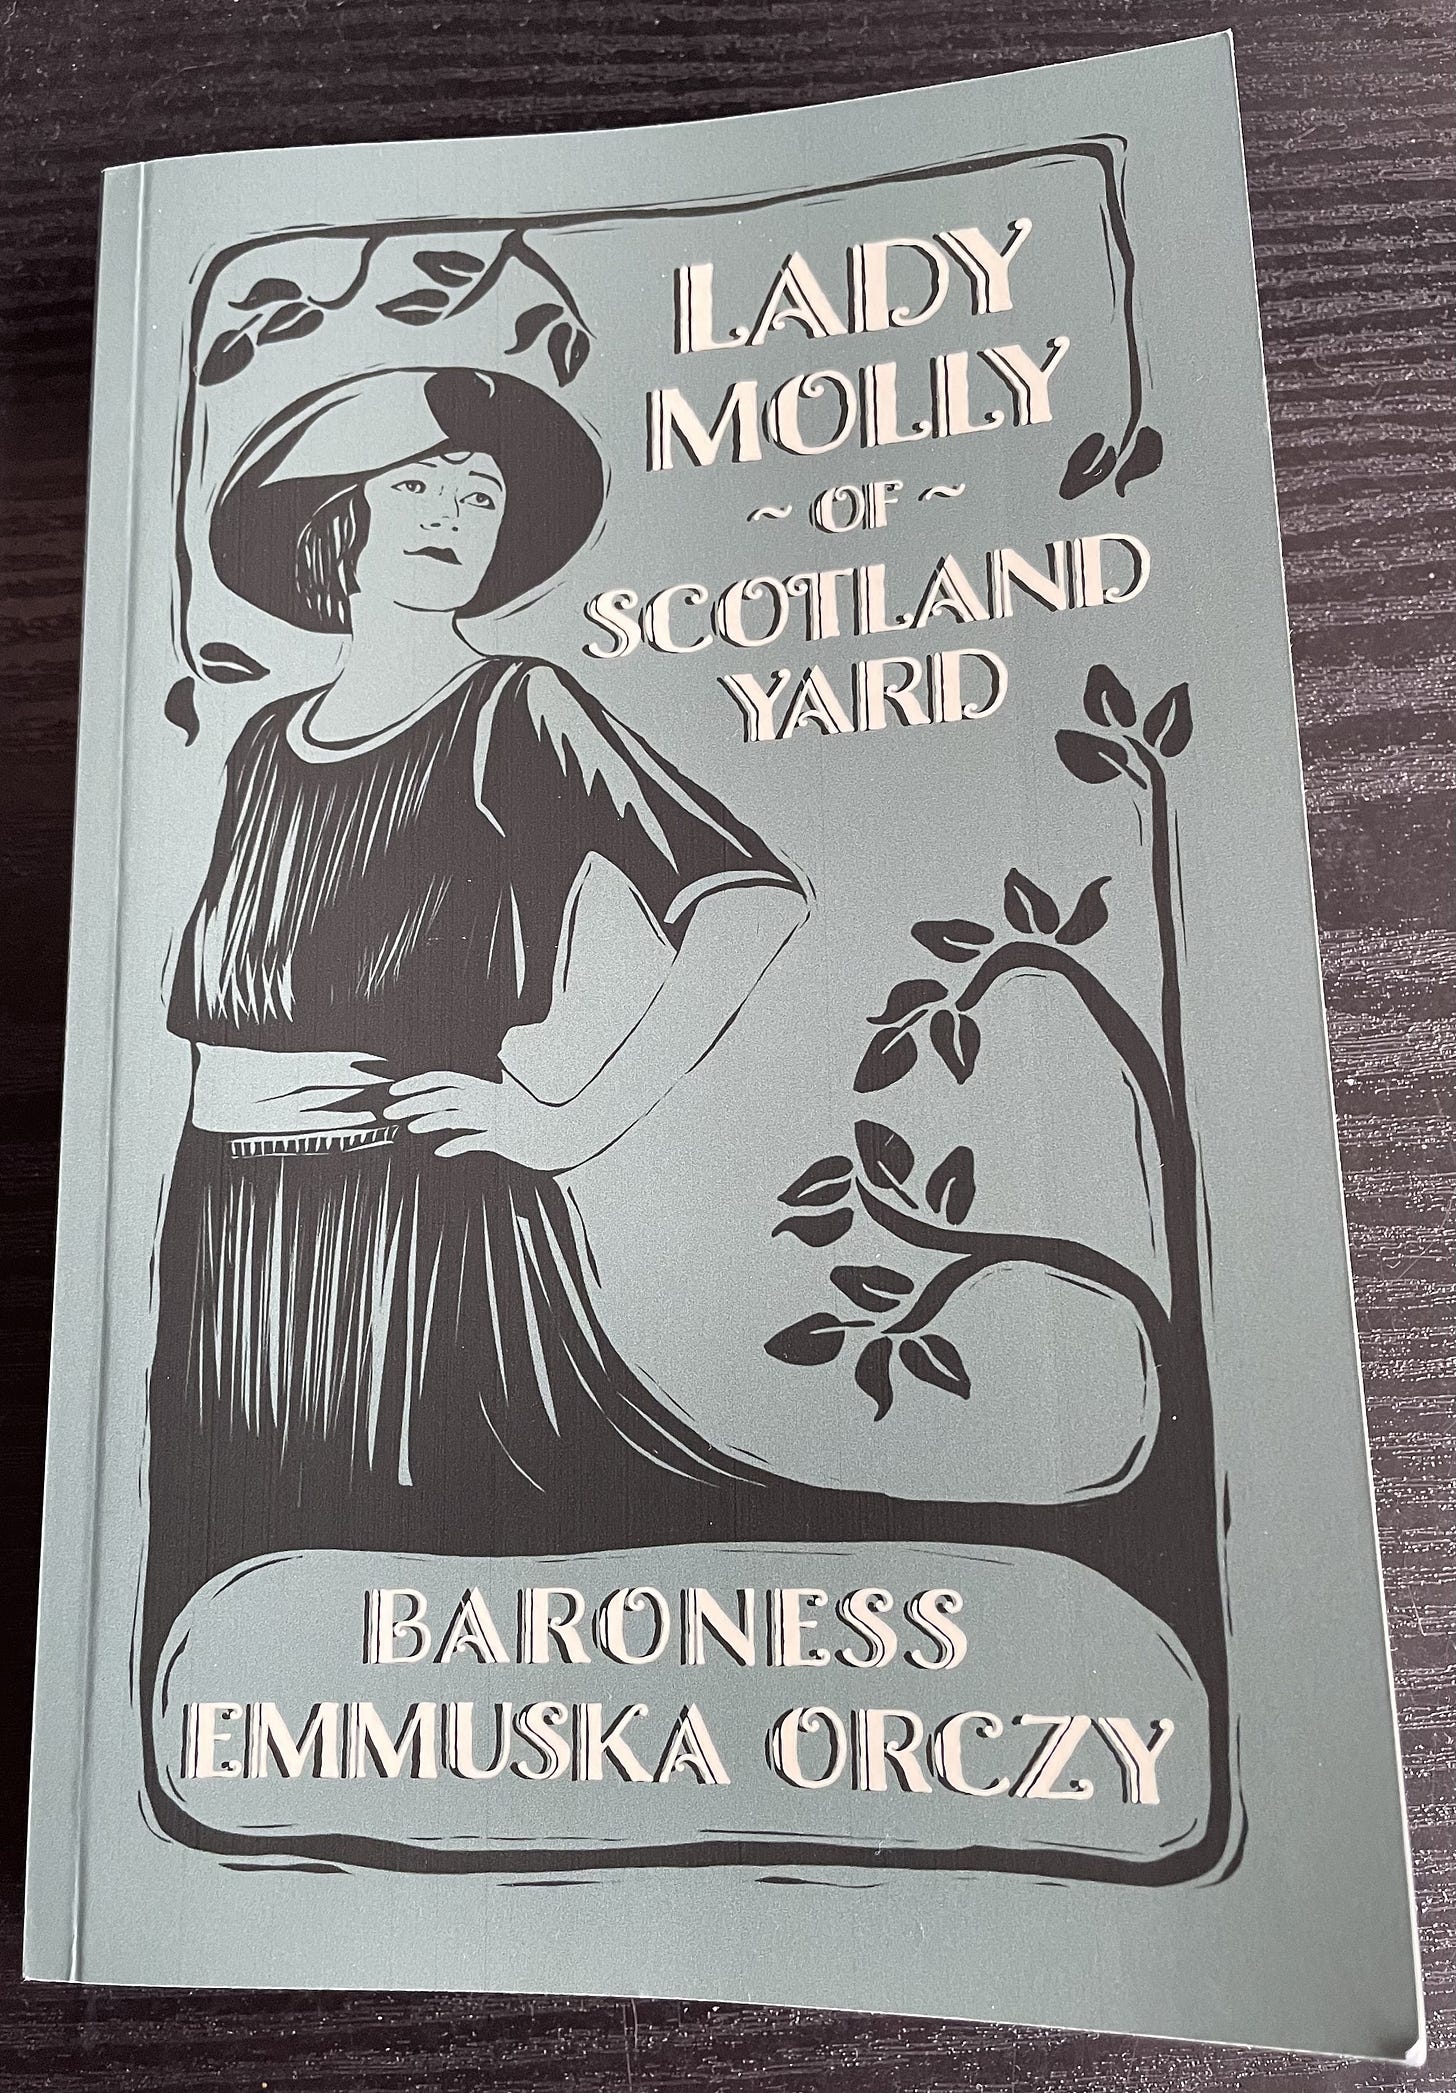 LADY
MOLLY
~ OF ~
SCOTLAND
YARD
BARONESS
EMMUSKA ORCZY